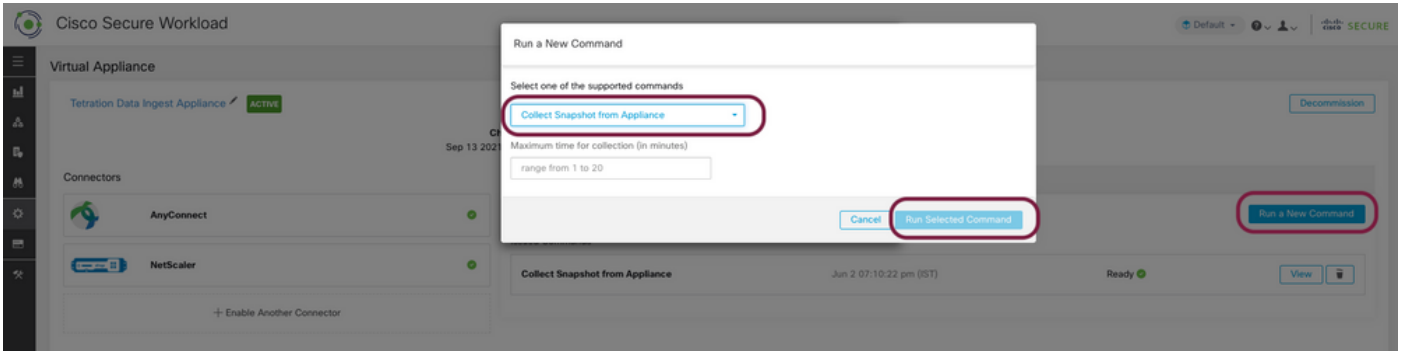 Cisco Secure Workload
Default
SECURE
Virtual Appliance
Tetration Data Ingest Appliance
ACTIVE
Decommission
Sep 13 2021
Connectors
AnyConnect
NetScaler
+ Enable Another Connector
Run a New Command
Select one of the supported commands
Collect Snapshot from Appliance
Maximum time for collection (in minutes)
range from 1 to 20
Cancel
Run Selected Command
Run a New Command
Collect Snapshot from Appliance
Jun 2 07:10:22 pm (IST)
Ready
View